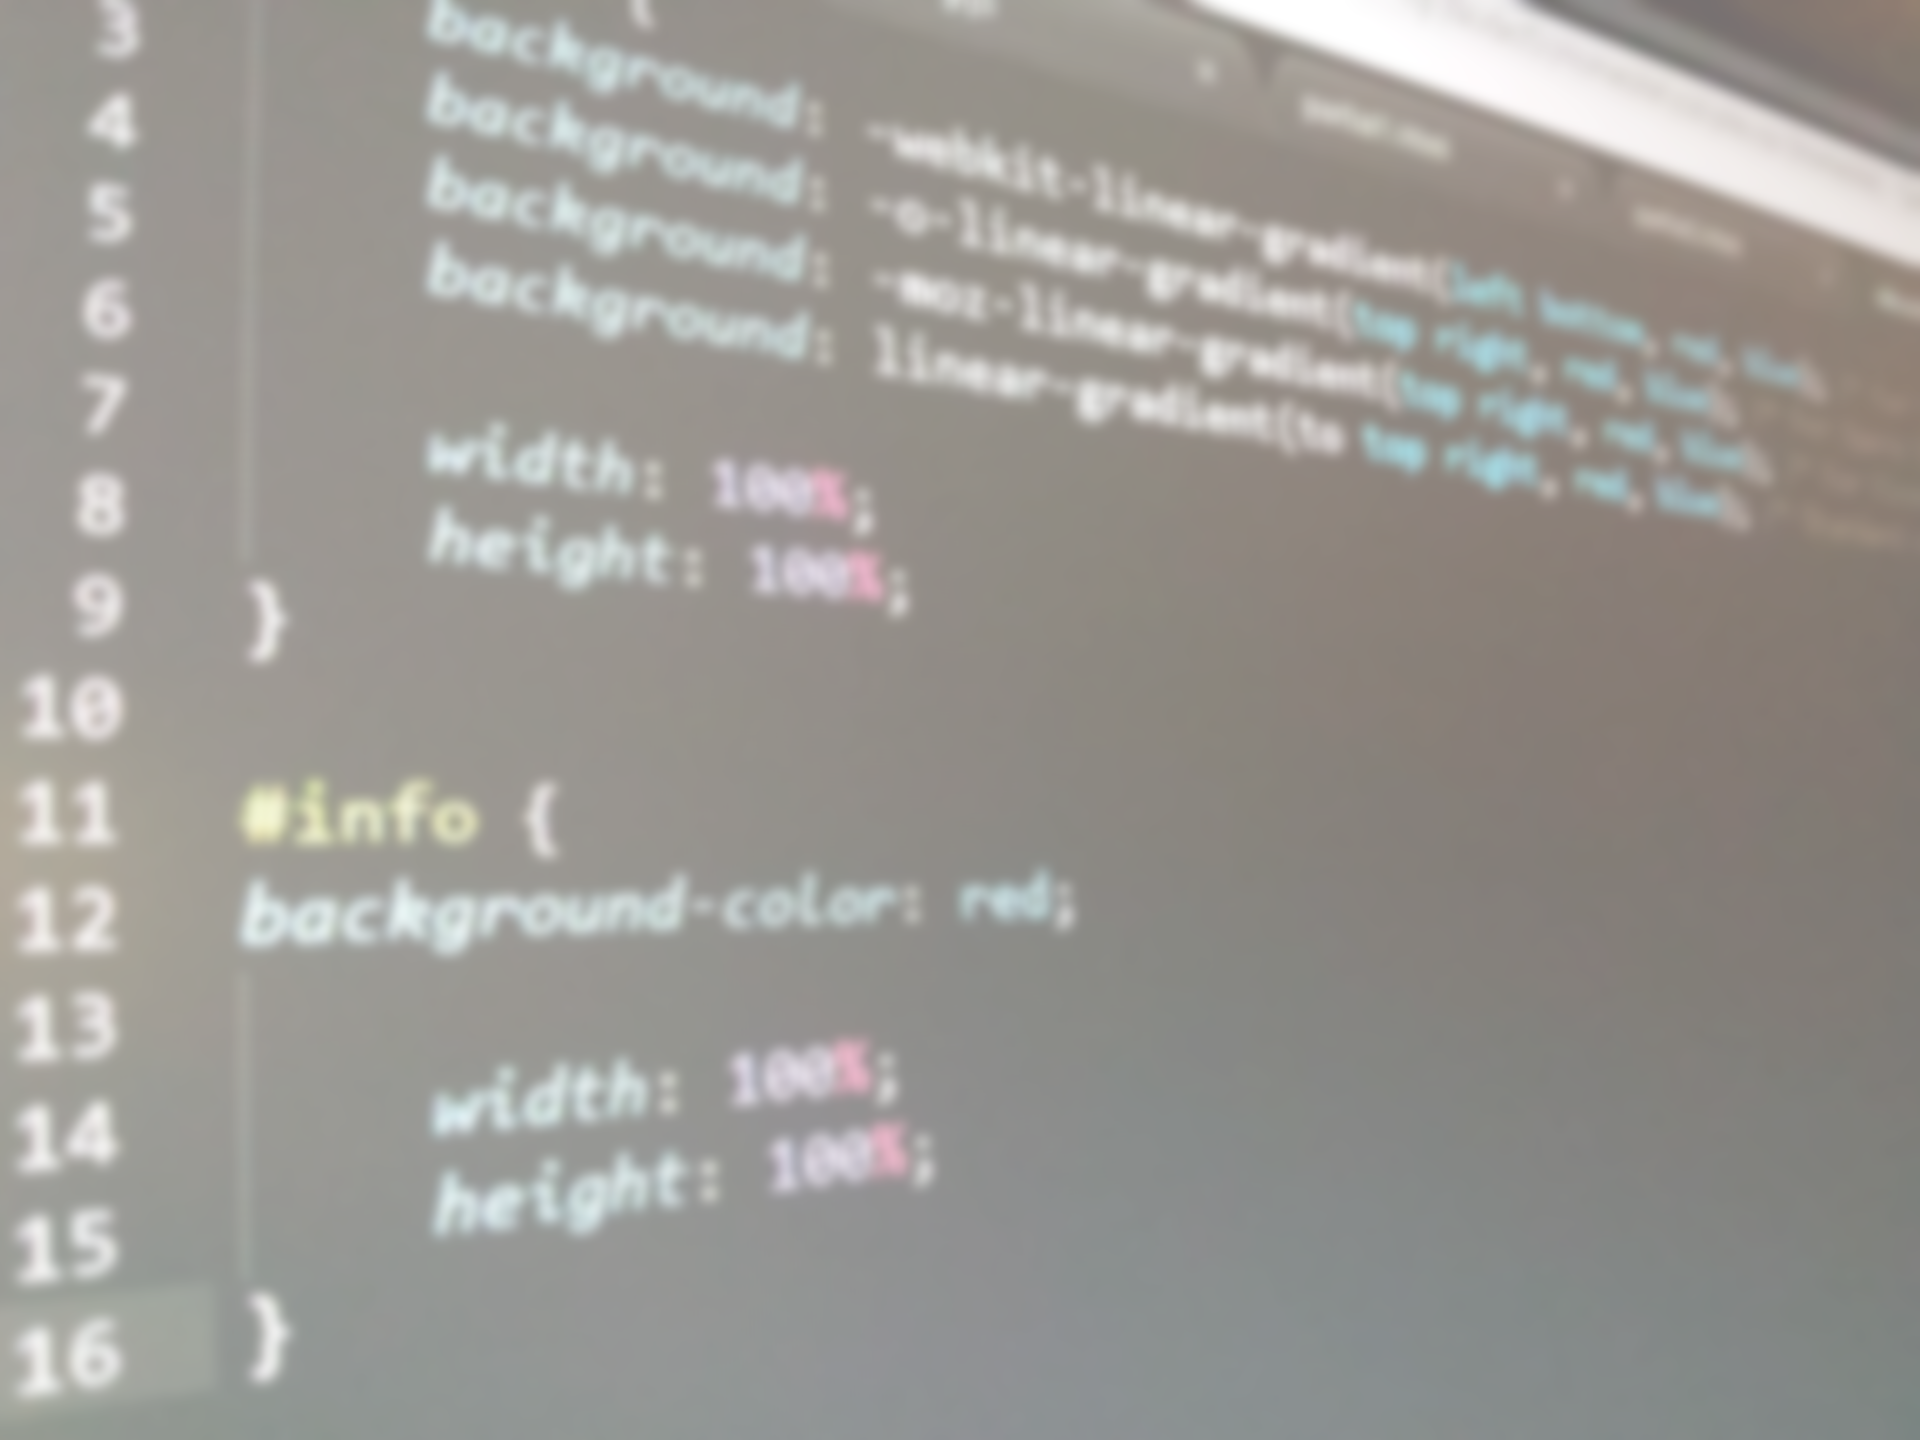 3 {
4 background: -webkit-linear-gradient(left bottom, red, blue);
5 background: -o-linear-gradient(top right, red, blue);
6 background: -moz-linear-gradient(top right, red, blue);
background: linear-gradient(to top right, red, blue);
7
8 width: 100%;
height: 100%;
9 }
10
11 #info {
12 background-color: red;
13
14 width: 100%;
15 height: 100%;
16 }